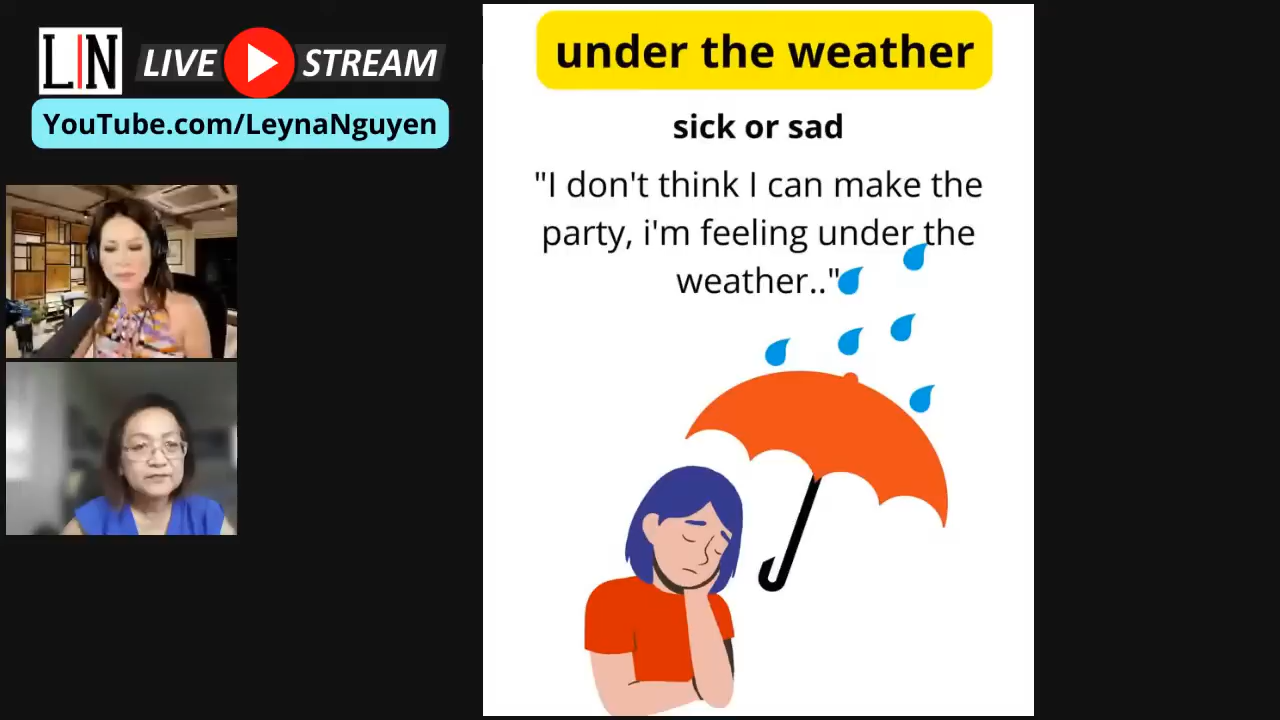 LIN LIVE STREAM
YouTube.com/LeynaNguyen
under the weather
sick or sad
"I don't think I can make the
party, i'm feeling under the
weather.."